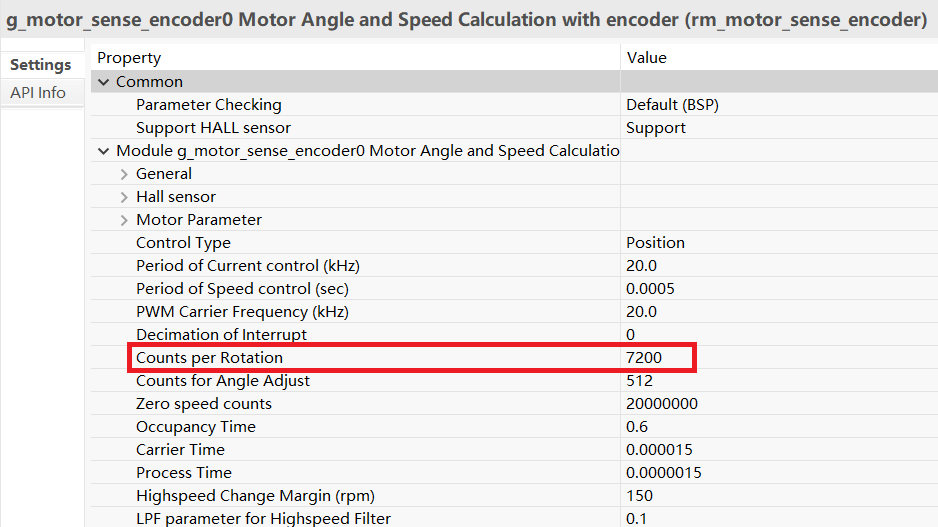 g_motor_sense_encoder0 Motor Angle and Speed Calculation with encoder (rm_motor_sense_encoder)
Settings
API Info
Property Value
Common
Parameter Checking Default (BSP)
Support HALL sensor Support
Module g_motor_sense_encoder0 Motor Angle and Speed Calculatio
General
Hall sensor
Motor Parameter
Control Type Position
Period of Current control (kHz) 20.0
Period of Speed control (sec) 0.0005
PWM Carrier Frequency (kHz) 20.0
Decimation of Interrupt 0
Counts per Rotation 7200
Counts for Angle Adjust 512
Zero speed counts 20000000
Occupancy Time 0.6
Carrier Time 0.000015
Process Time 0.0000015
Highspeed Change Margin (rpm) 150
LPF parameter for Highspeed Filter 0.1